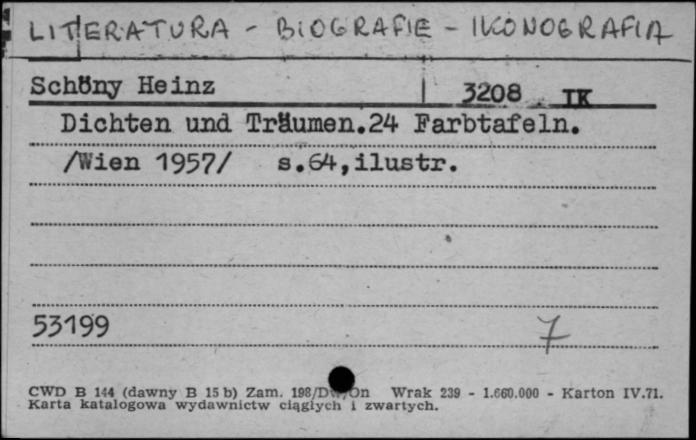 LITERATURA - BIOGRAFIE - IKONOGRAFIA
Schöny Heinz 3208 IK
Dichten und Träumen.24 Farbtafeln.
/Wien 1957/ s.64,ilustr.
53199 7
CWD B 144 (dawny B 15 b) Zam. 198/ Wrak 239 - 1.660.000 - Karton IV.71.
Karta katalogowa wydawnictw ciągłych i zwartych.